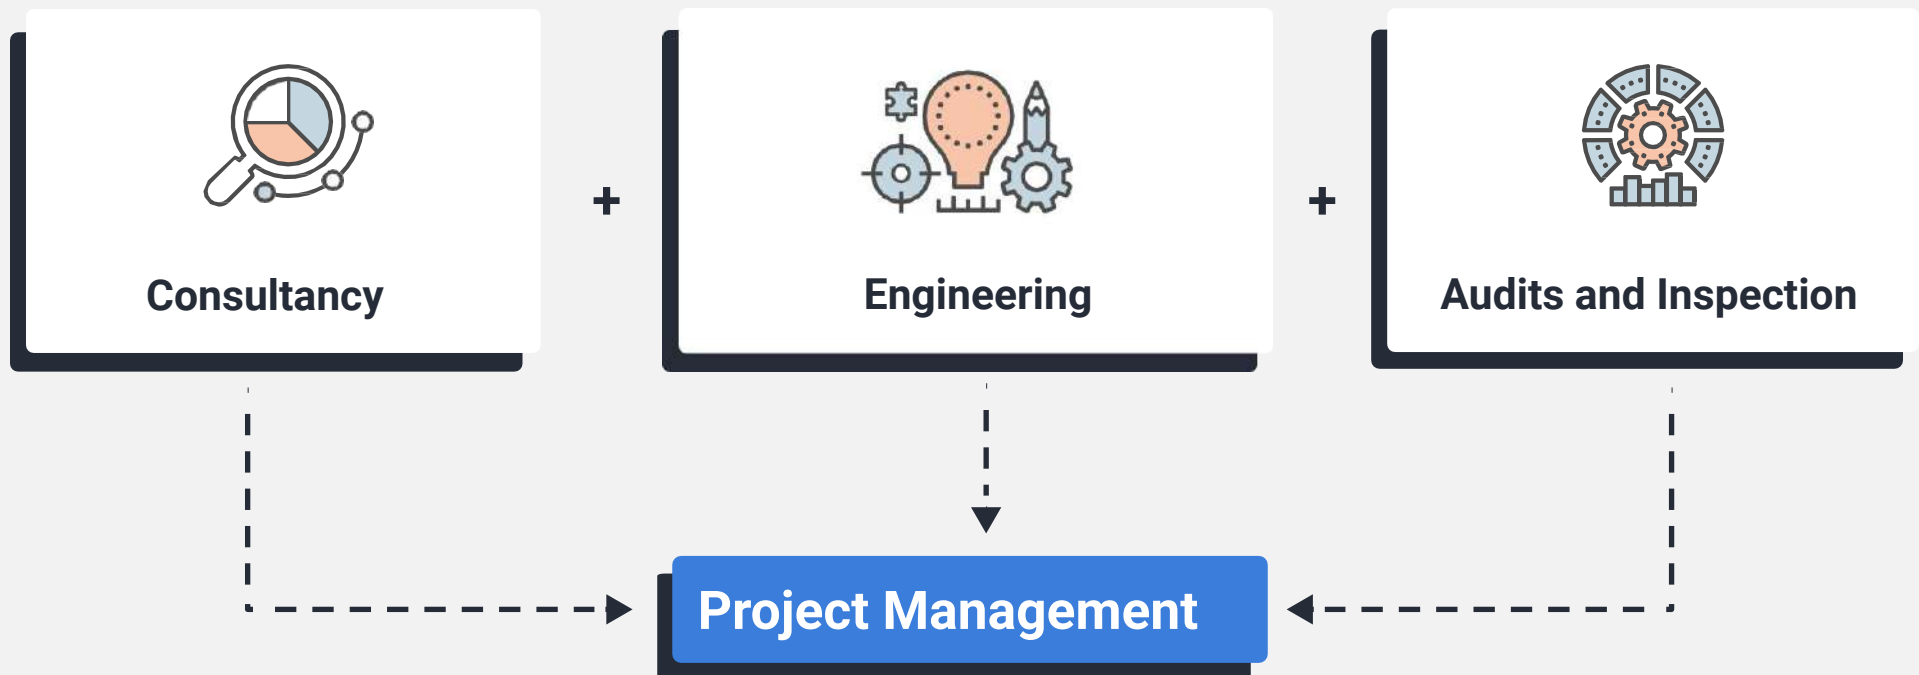 Consultancy
+
Engineering
+
Audits and Inspection
Project Management